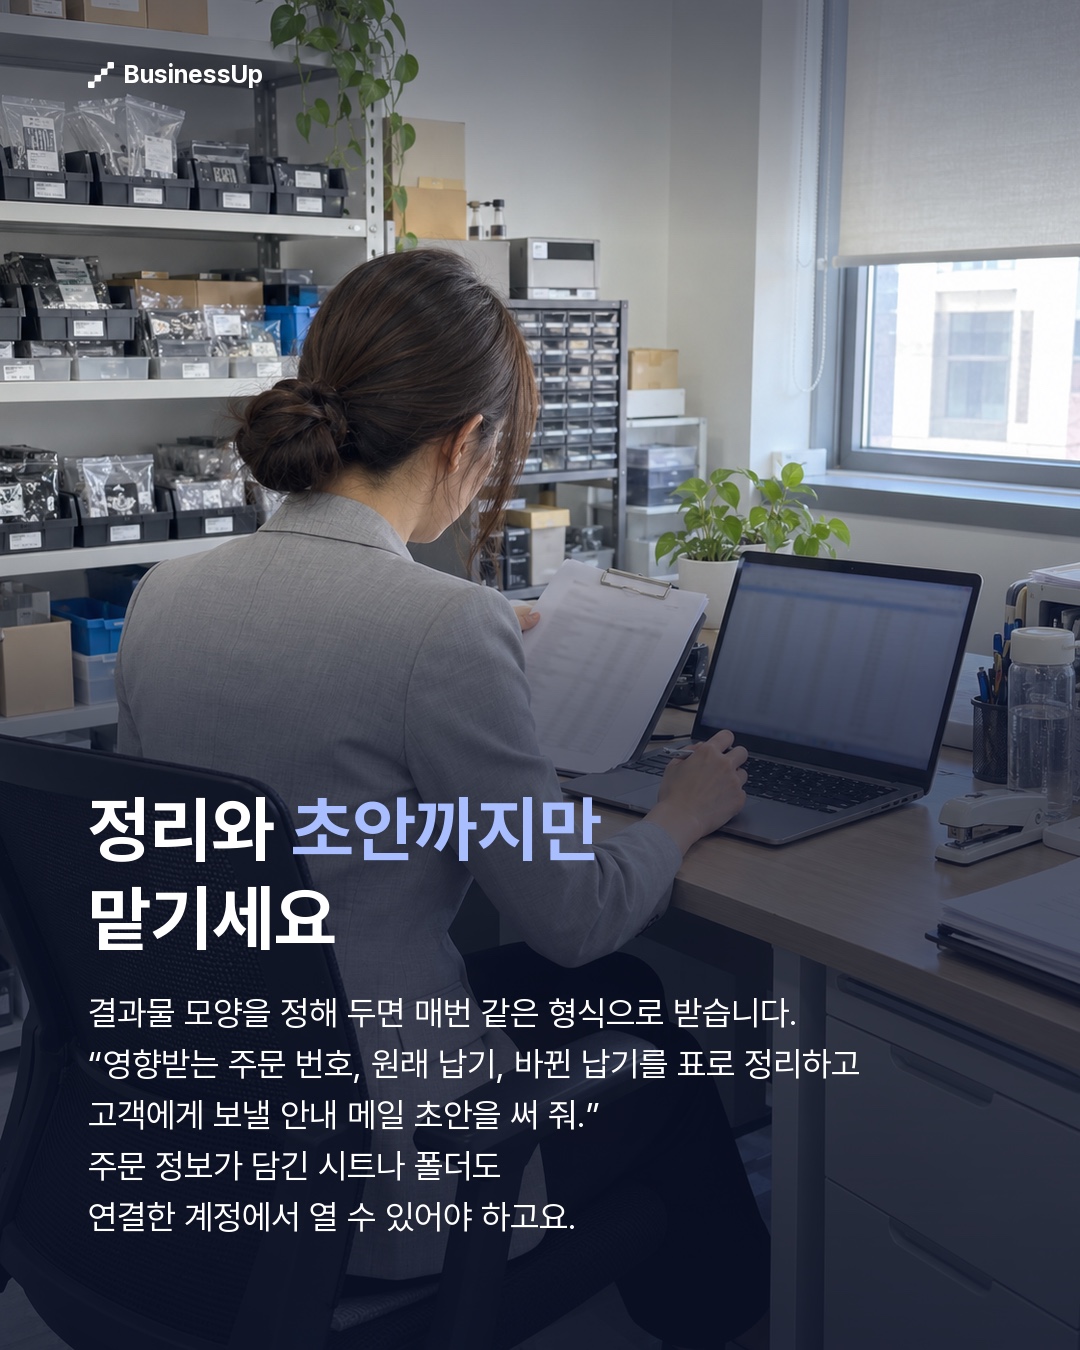 BusinessUp
정리와 초안까지만
맡기세요
결과물 모양을 정해 두면 매번 같은 형식으로 받습니다.
“영향받는 주문 번호, 원래 납기, 바뀐 납기를 표로 정리하고
고객에게 보낼 안내 메일 초안을 써 줘.”
주문 정보가 담긴 시트나 폴더도
연결한 계정에서 열 수 있어야 하고요.